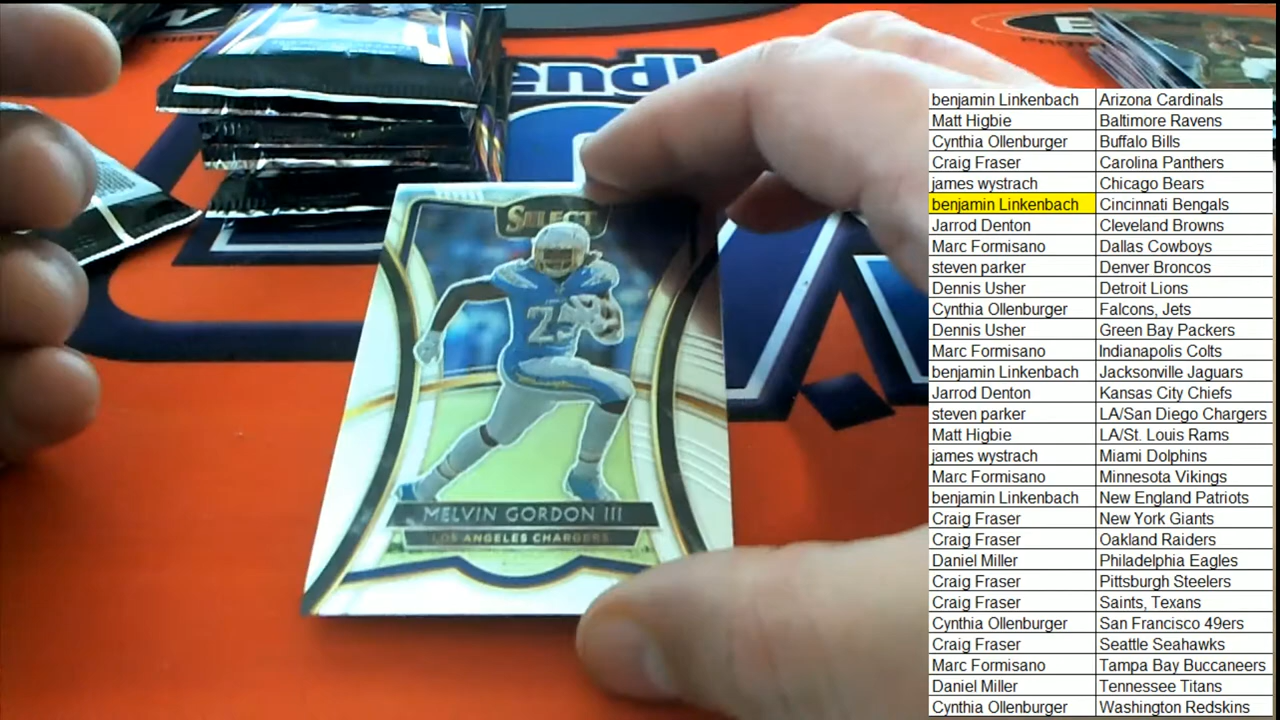 endl
SELECT
25
MELVIN GORDON III
LOS ANGELES CHARGERS
benjamin Linkenbach Arizona Cardinals
Matt Higbie Baltimore Ravens
Cynthia Ollenburger Buffalo Bills
Craig Fraser Carolina Panthers
james wystrach Chicago Bears
benjamin Linkenbach Cincinnati Bengals
Jarrod Denton Cleveland Browns
Marc Formisano Dallas Cowboys
steven parker Denver Broncos
Dennis Usher Detroit Lions
Cynthia Ollenburger Falcons, Jets
Dennis Usher Green Bay Packers
Marc Formisano Indianapolis Colts
benjamin Linkenbach Jacksonville Jaguars
Jarrod Denton Kansas City Chiefs
steven parker LA/San Diego Chargers
Matt Higbie LA/St. Louis Rams
james wystrach Miami Dolphins
Marc Formisano Minnesota Vikings
benjamin Linkenbach New England Patriots
Craig Fraser New York Giants
Craig Fraser Oakland Raiders
Daniel Miller Philadelphia Eagles
Craig Fraser Pittsburgh Steelers
Craig Fraser Saints, Texans
Cynthia Ollenburger San Francisco 49ers
Craig Fraser Seattle Seahawks
Marc Formisano Tampa Bay Buccaneers
Daniel Miller Tennessee Titans
Cynthia Ollenburger Washington Redskins